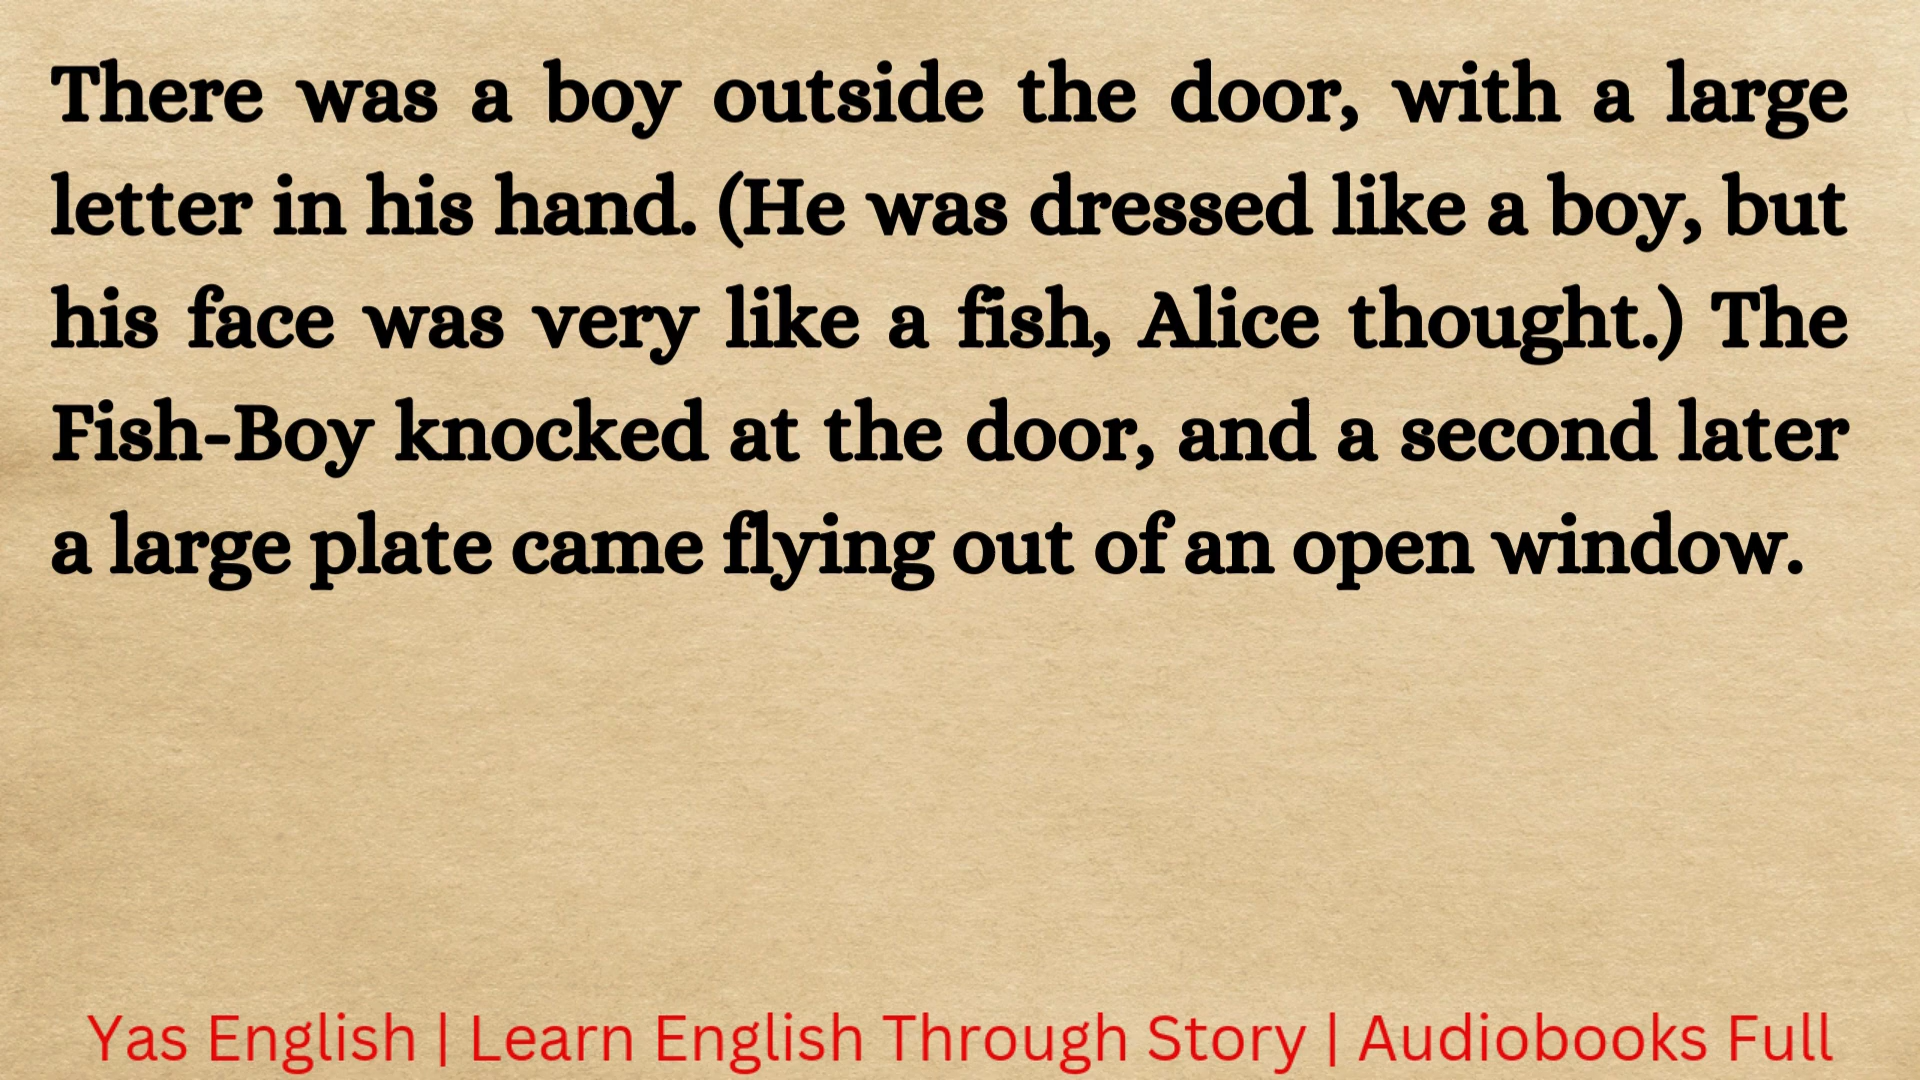 There was a boy outside the door, with a large
letter in his hand. (He was dressed like a boy, but
his face was very like a fish, Alice thought.) The
Fish-Boy knocked at the door, and a second later
a large plate came flying out of an open window.
Yas English | Learn English Through Story | Audiobooks Full